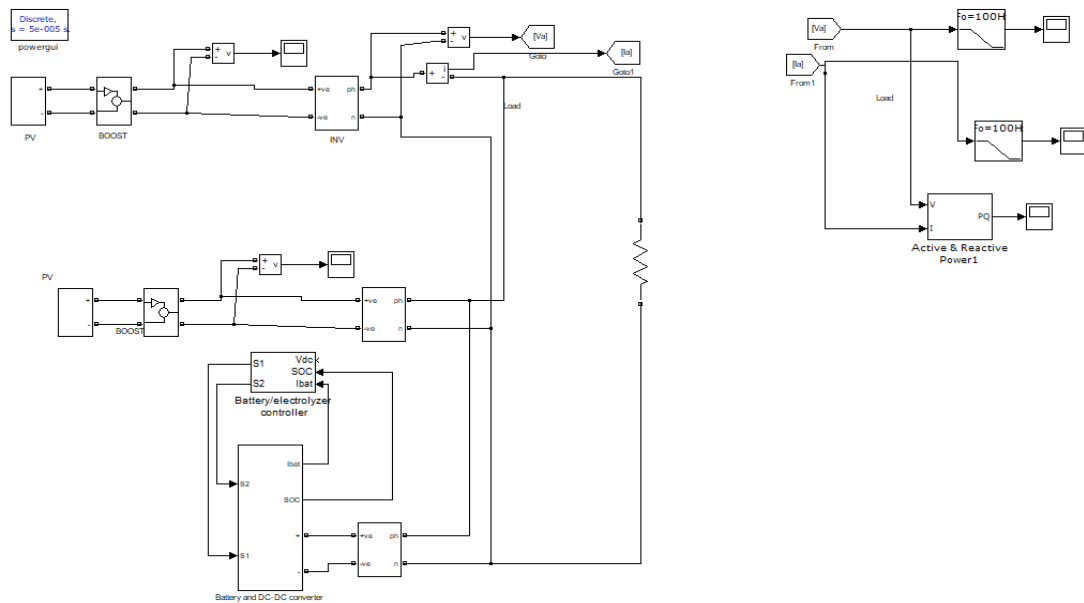 Discrete,
s = 5e-005 s.
powergui
+
-
v
[Va]
Goto
[Ia]
Goto1
+
i
-
+
-
v
+
-
PV
BOOST
+ve
-ve
ph
n
INV
Load
[Va]
From
[Ia]
From1
Load
Fo=100H
Fo=100H
V
I
PQ
Active & Reactive
Power1
PV
+
-
BOOST
+
-
v
+ve
-ve
ph
n
S1
S2
Vdc
SOC
Ibat
Battery/electrolyzer
controller
Ibat
S2
SOC
S1
+
-
+ve
-ve
ph
n
Battery and DC-DC converter